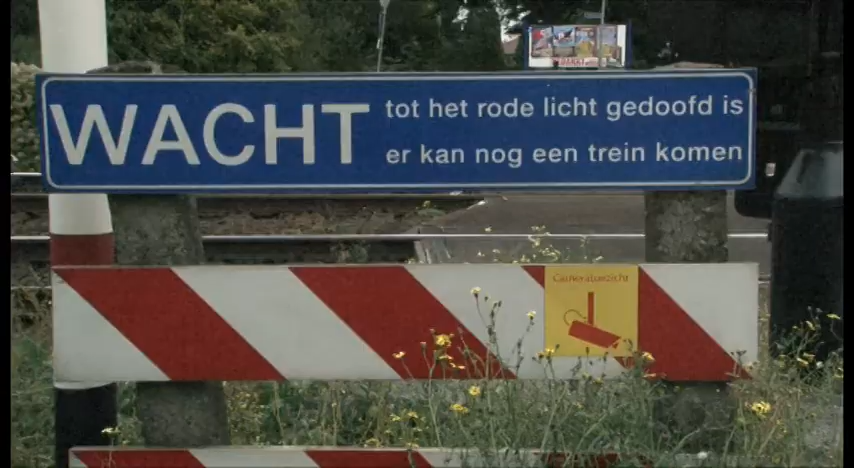 WACHT
tot het rode licht gedoofd is
er kan nog een trein komen
Cameratoezicht